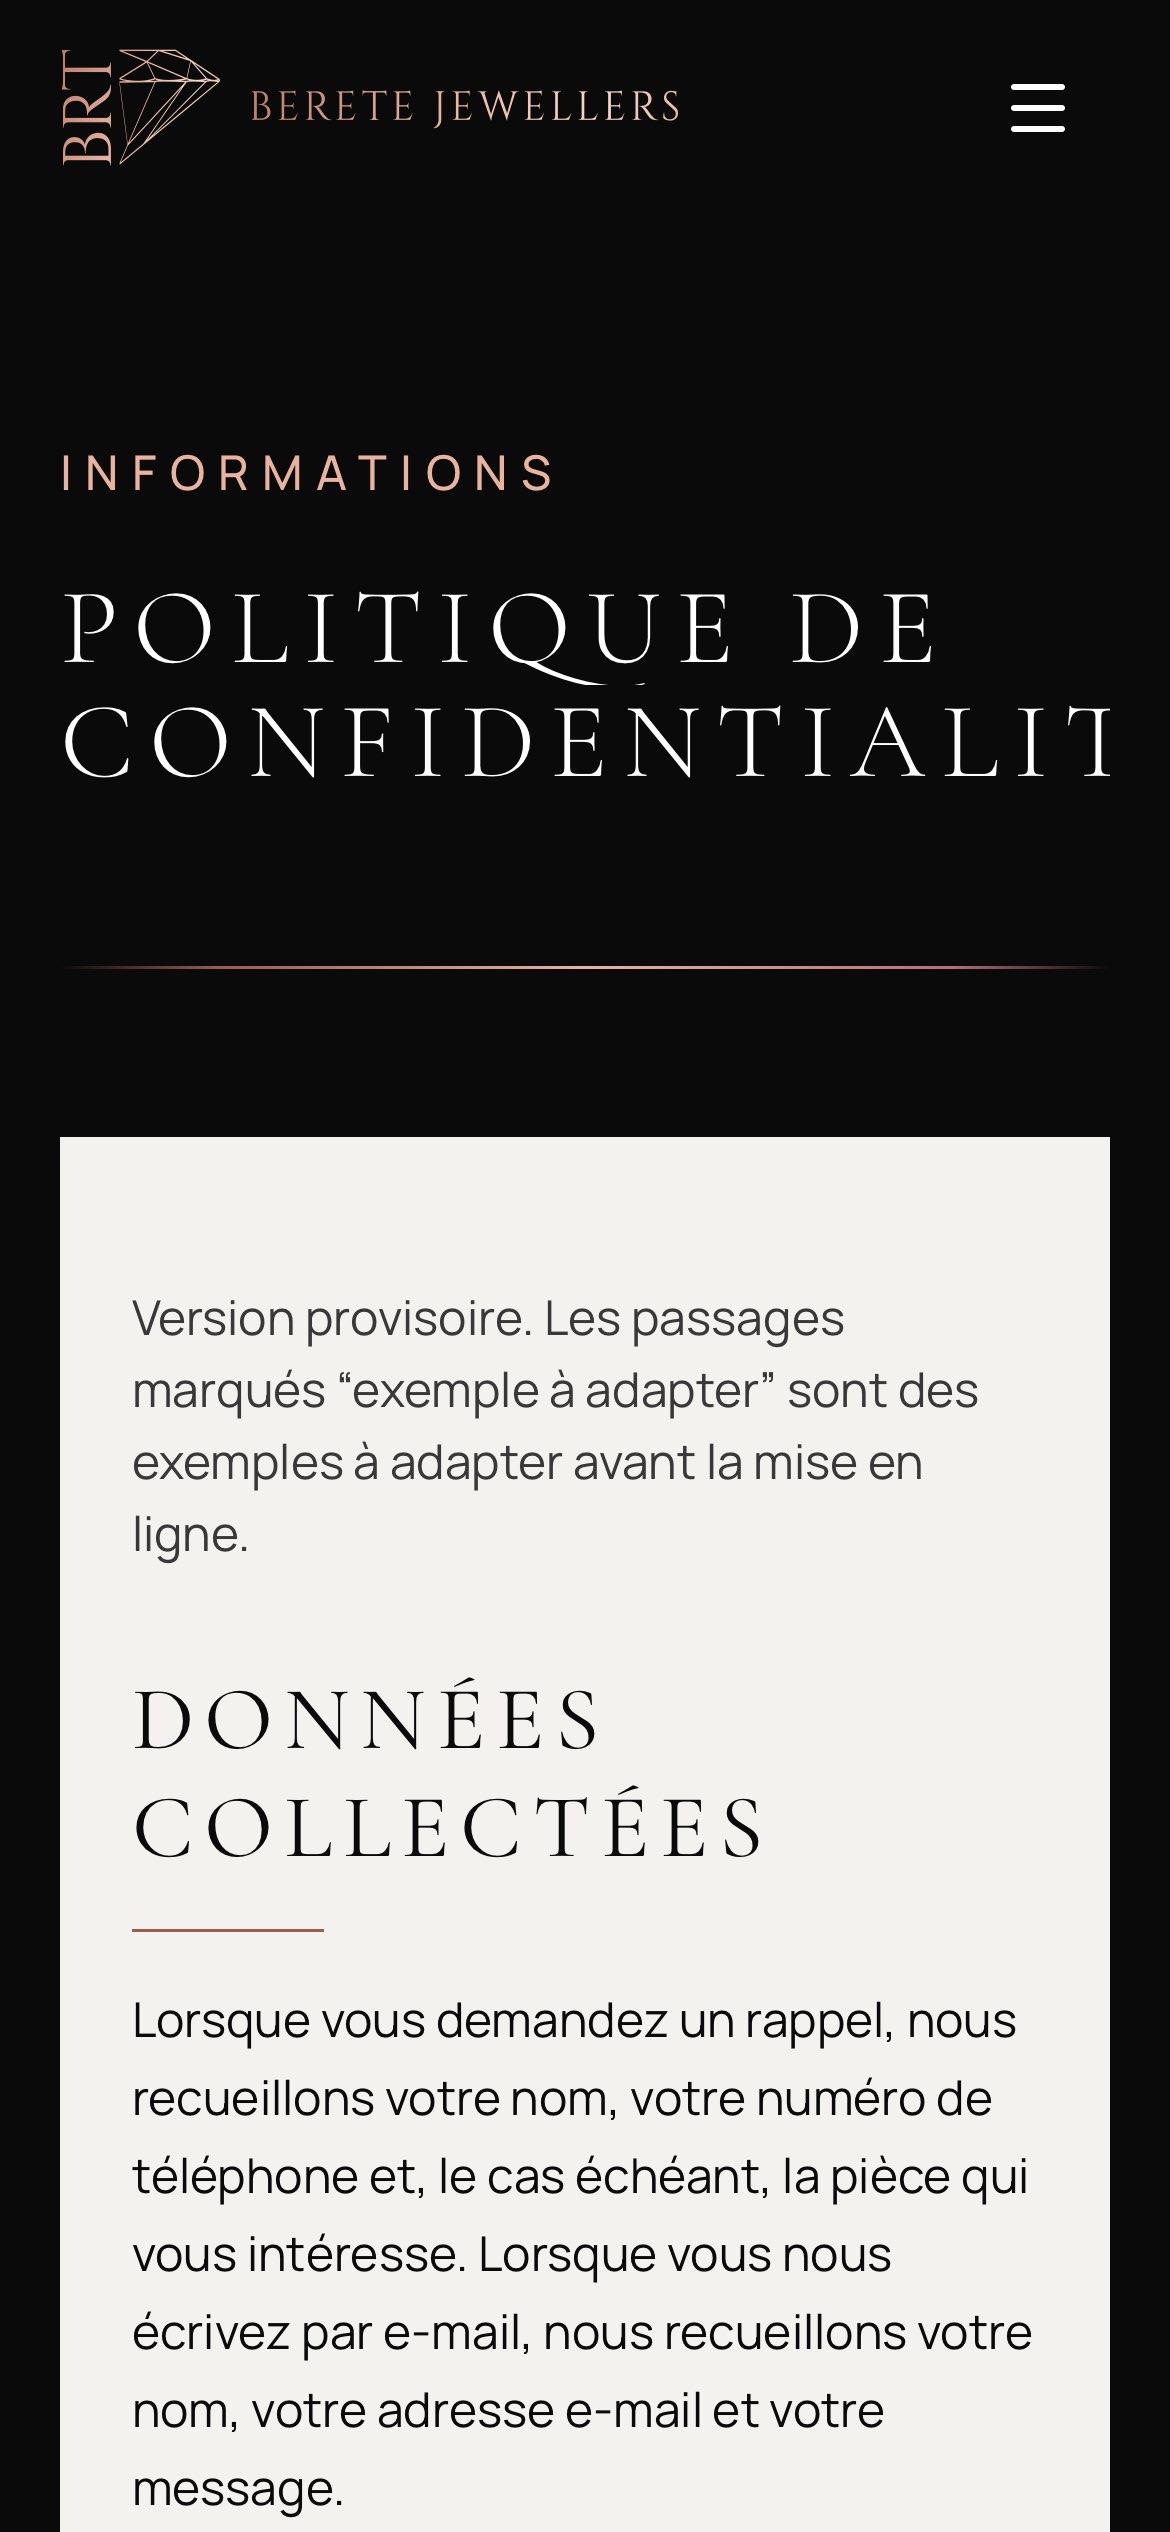 BRT
BERETE JEWELLERS
INFORMATIONS
POLITIQUE DE
CONFIDENTIALIT
Version provisoire. Les passages
marqués “exemple à adapter” sont des
exemples à adapter avant la mise en
ligne.
DONNÉES
COLLECTÉES
Lorsque vous demandez un rappel, nous
recueillons votre nom, votre numéro de
téléphone et, le cas échéant, la pièce qui
vous intéresse. Lorsque vous nous
écrivez par e-mail, nous recueillons votre
nom, votre adresse e-mail et votre
message.